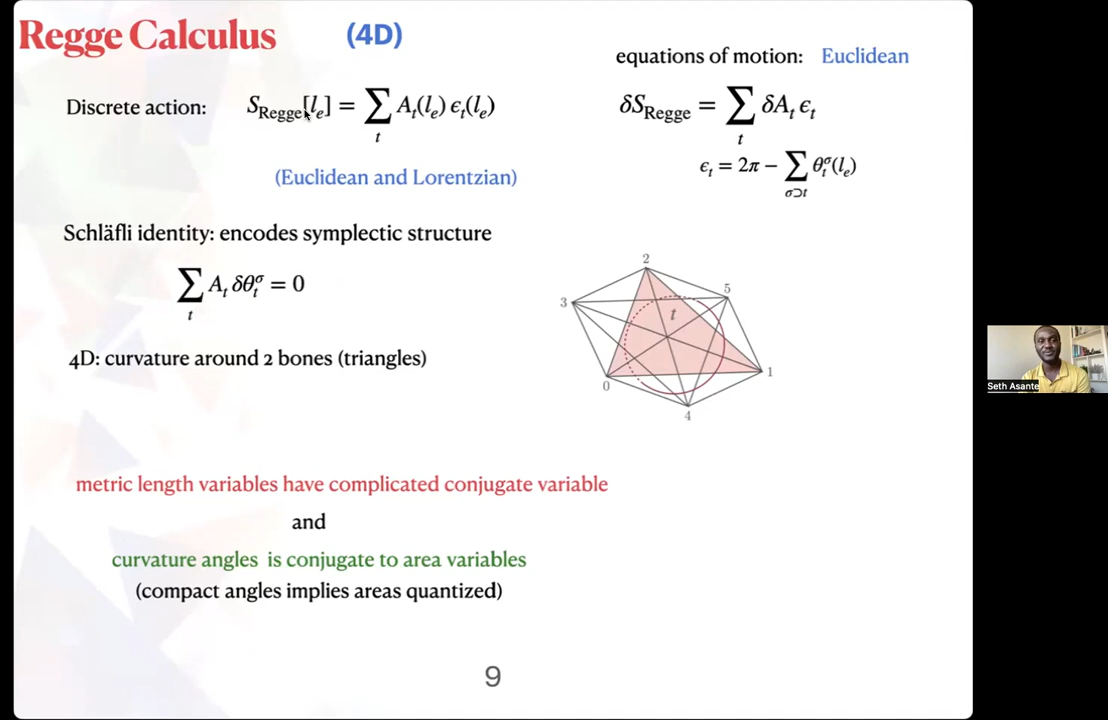 Regge Calculus (4D)
equations of motion: Euclidean
Discrete action: S_Regge[l_e] = ∑_t A_t(l_e) ϵ_t(l_e)
δS_Regge = ∑_t δA_t ϵ_t
ϵ_t = 2π − ∑_{σ⊃t} θ_t^σ(l_e)
(Euclidean and Lorentzian)
Schläfli identity: encodes symplectic structure
∑_t A_t δθ_t^σ = 0
2
5
3
t
4D: curvature around 2 bones (triangles)
1
0
4
Seth Asante
metric length variables have complicated conjugate variable
and
curvature angles is conjugate to area variables
(compact angles implies areas quantized)
9